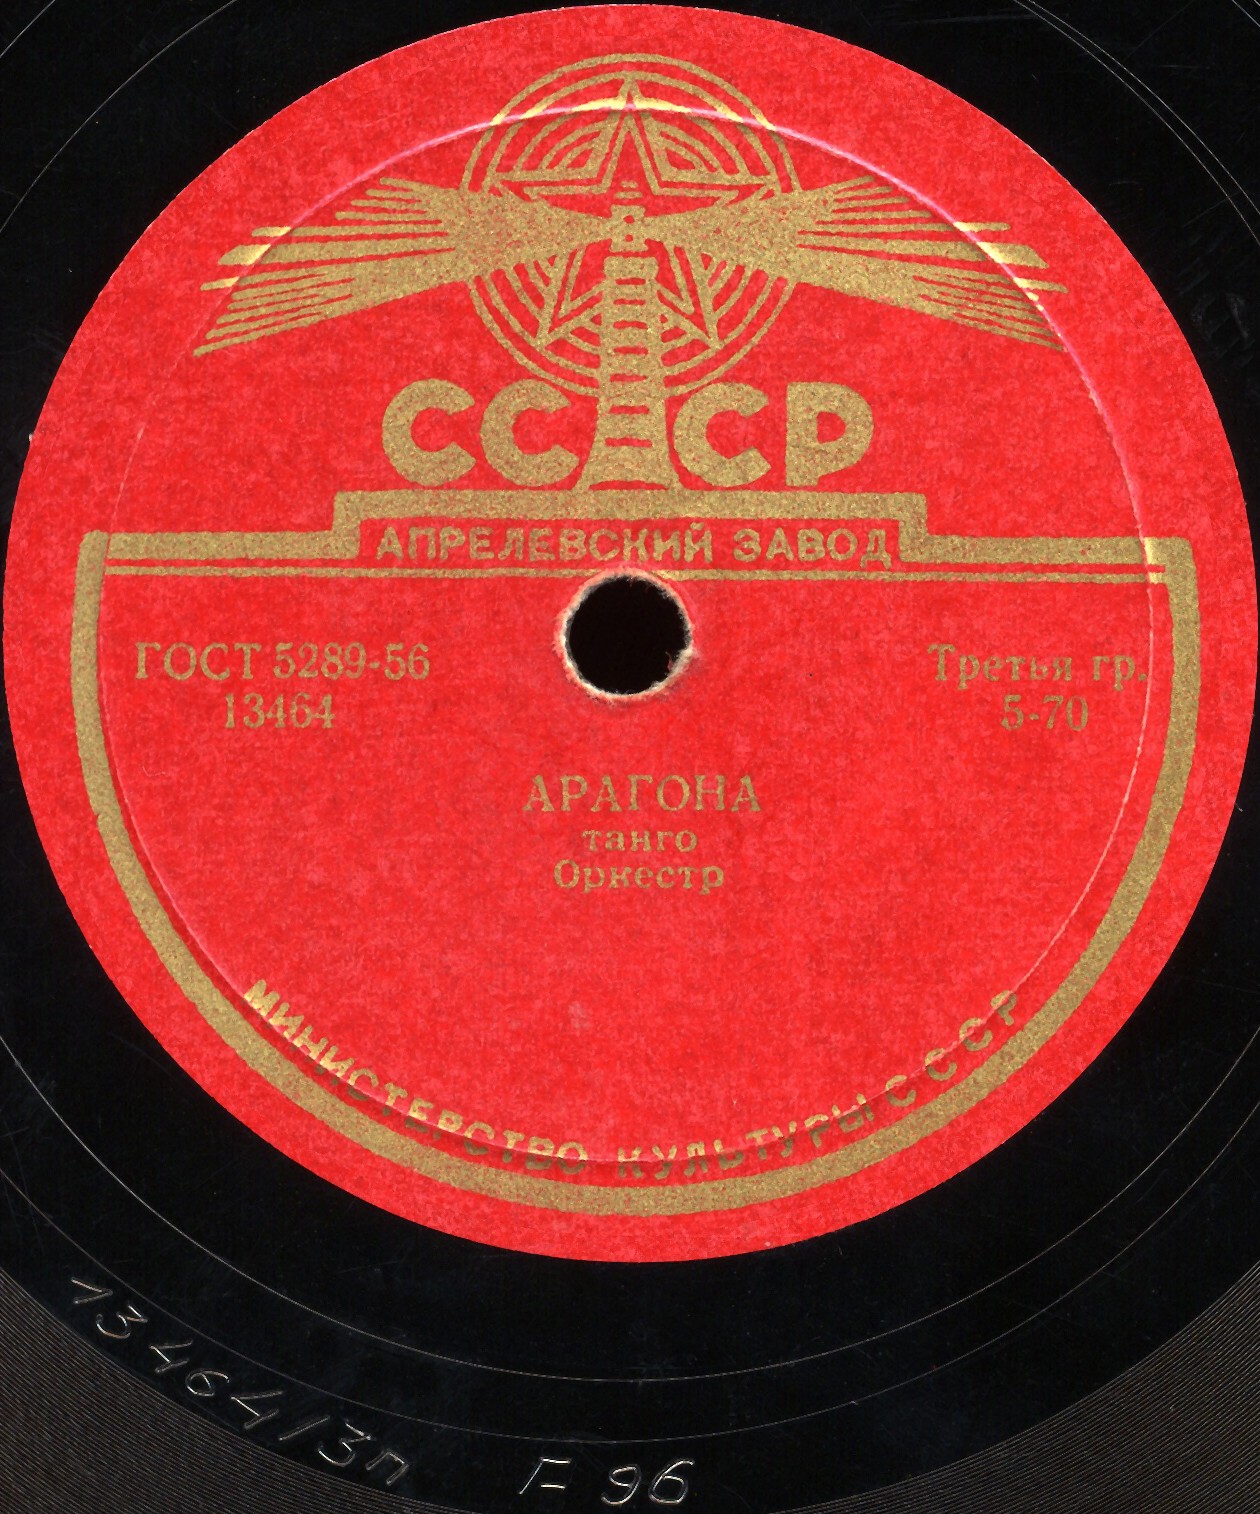 СССР
АПРЕЛЕВСКИЙ ЗАВОД
ГОСТ 5289-56
13464
Третья гр.
5-70
АРАГОНА
танго
Оркестр
МИНИСТЕРСТВО КУЛЬТУРЫ СССР
13464/3п
F 96